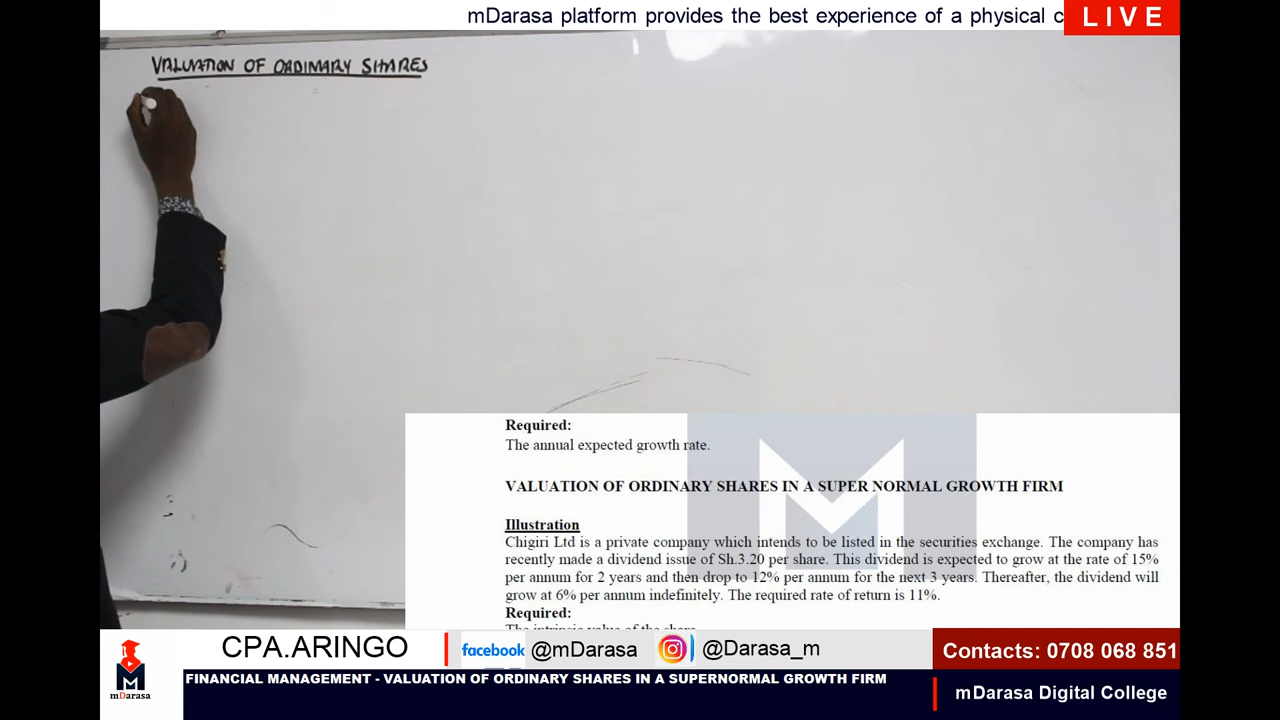 mDarasa platform provides the best experience of a physical c
LIVE
VALUATION OF ORDINARY SHARES
Required:
The annual expected growth rate.
VALUATION OF ORDINARY SHARES IN A SUPER NORMAL GROWTH FIRM
Illustration
Chigiri Ltd is a private company which intends to be listed in the securities exchange. The company has
recently made a dividend issue of Sh.3.20 per share. This dividend is expected to grow at the rate of 15%
per annum for 2 years and then drop to 12% per annum for the next 3 years. Thereafter, the dividend will
grow at 6% per annum indefinitely. The required rate of return is 11%.
Required:
The intrinsic value of the share
CPA.ARINGO
facebook @mDarasa
@Darasa_m
Contacts: 0708 068 851
mDarasa
FINANCIAL MANAGEMENT - VALUATION OF ORDINARY SHARES IN A SUPERNORMAL GROWTH FIRM
mDarasa Digital College